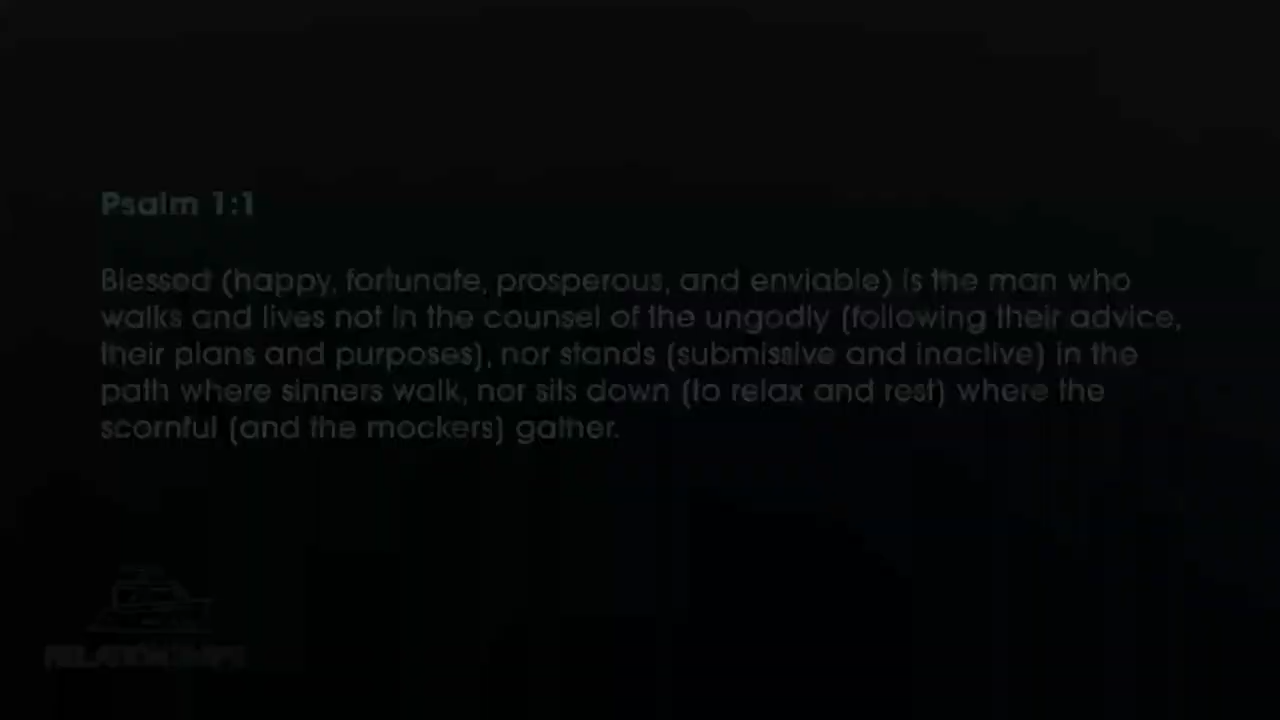 Psalm 1:1
Blessed (happy, fortunate, prosperous, and enviable) is the man who
walks and lives not in the counsel of the ungodly (following their advice,
their plans and purposes), nor stands (submissive and inactive) in the
path where sinners walk, nor sits down (to relax and rest) where the
scornful (and the mockers) gather.